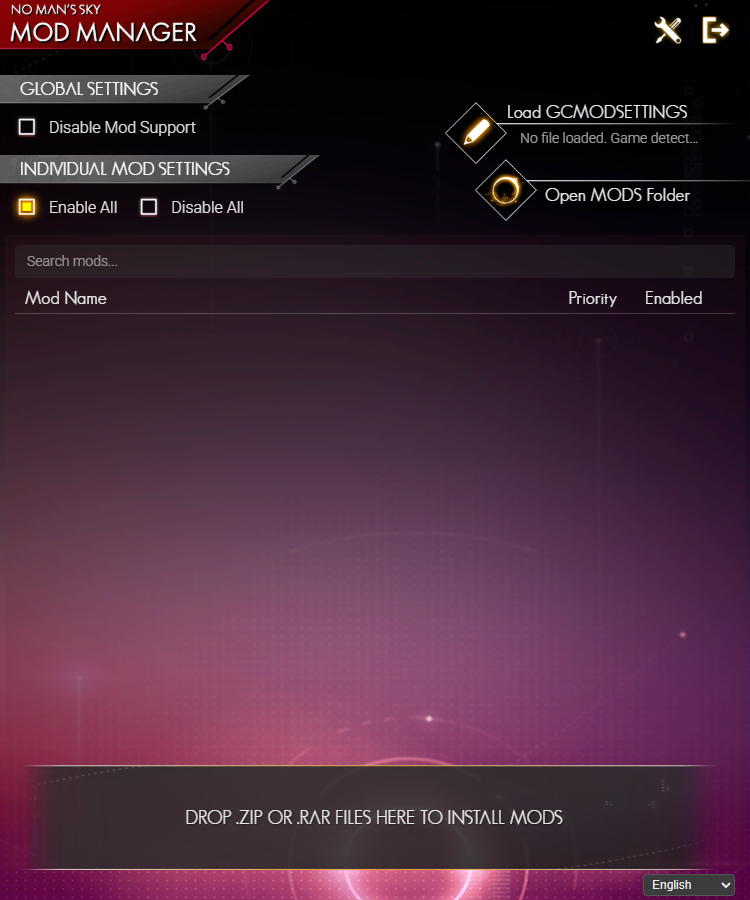 NO MAN'S SKY
MOD MANAGER
GLOBAL SETTINGS
Disable Mod Support
Load GCMODSETTINGS
No file loaded. Game detect...
INDIVIDUAL MOD SETTINGS
Open MODS Folder
Enable All Disable All
Search mods...
Mod Name Priority Enabled
DROP .ZIP OR .RAR FILES HERE TO INSTALL MODS
English